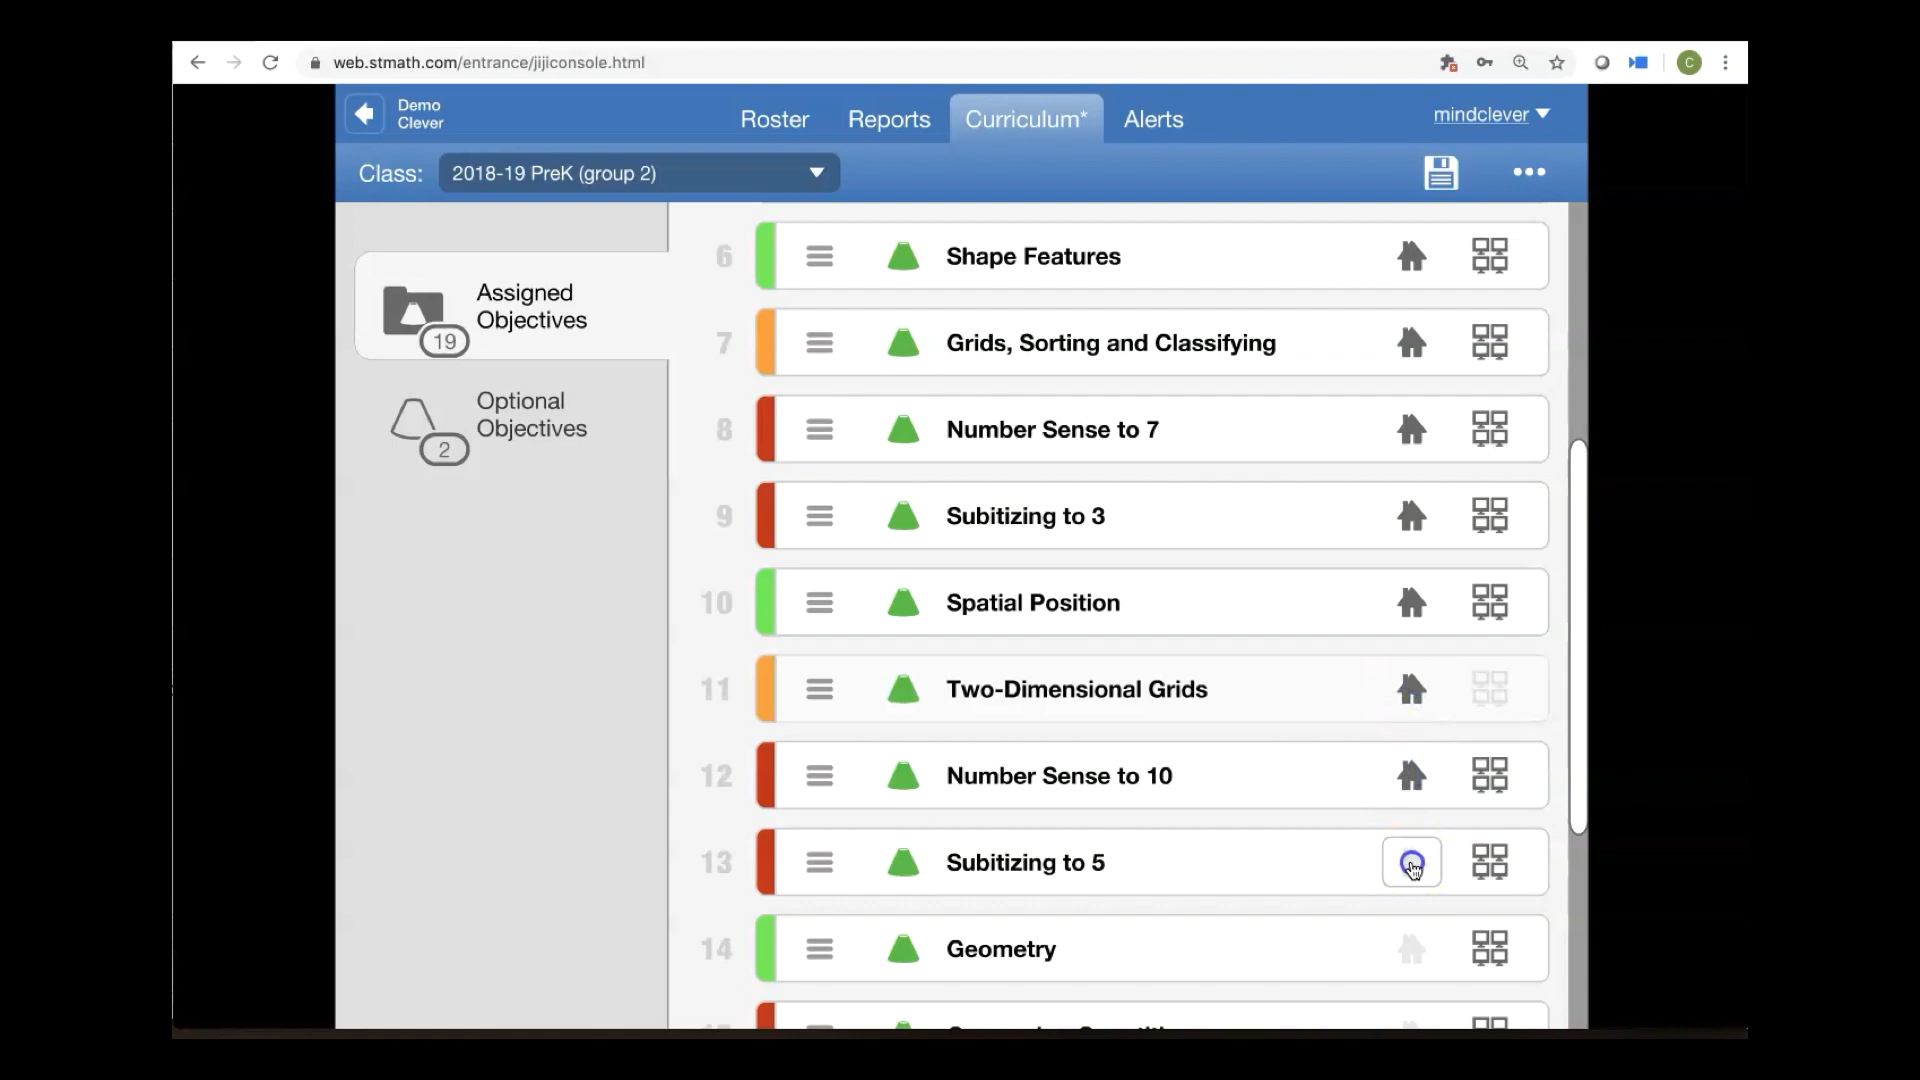 web.stmath.com/entrance/jijiconsole.html
C
Demo
Clever
Roster
Reports
Curriculum*
Alerts
mindclever
Class:
2018-19 PreK (group 2)
Assigned
Objectives
19
Optional
Objectives
2
6 Shape Features
7 Grids, Sorting and Classifying
8 Number Sense to 7
9 Subitizing to 3
10 Spatial Position
11 Two-Dimensional Grids
12 Number Sense to 10
13 Subitizing to 5
14 Geometry